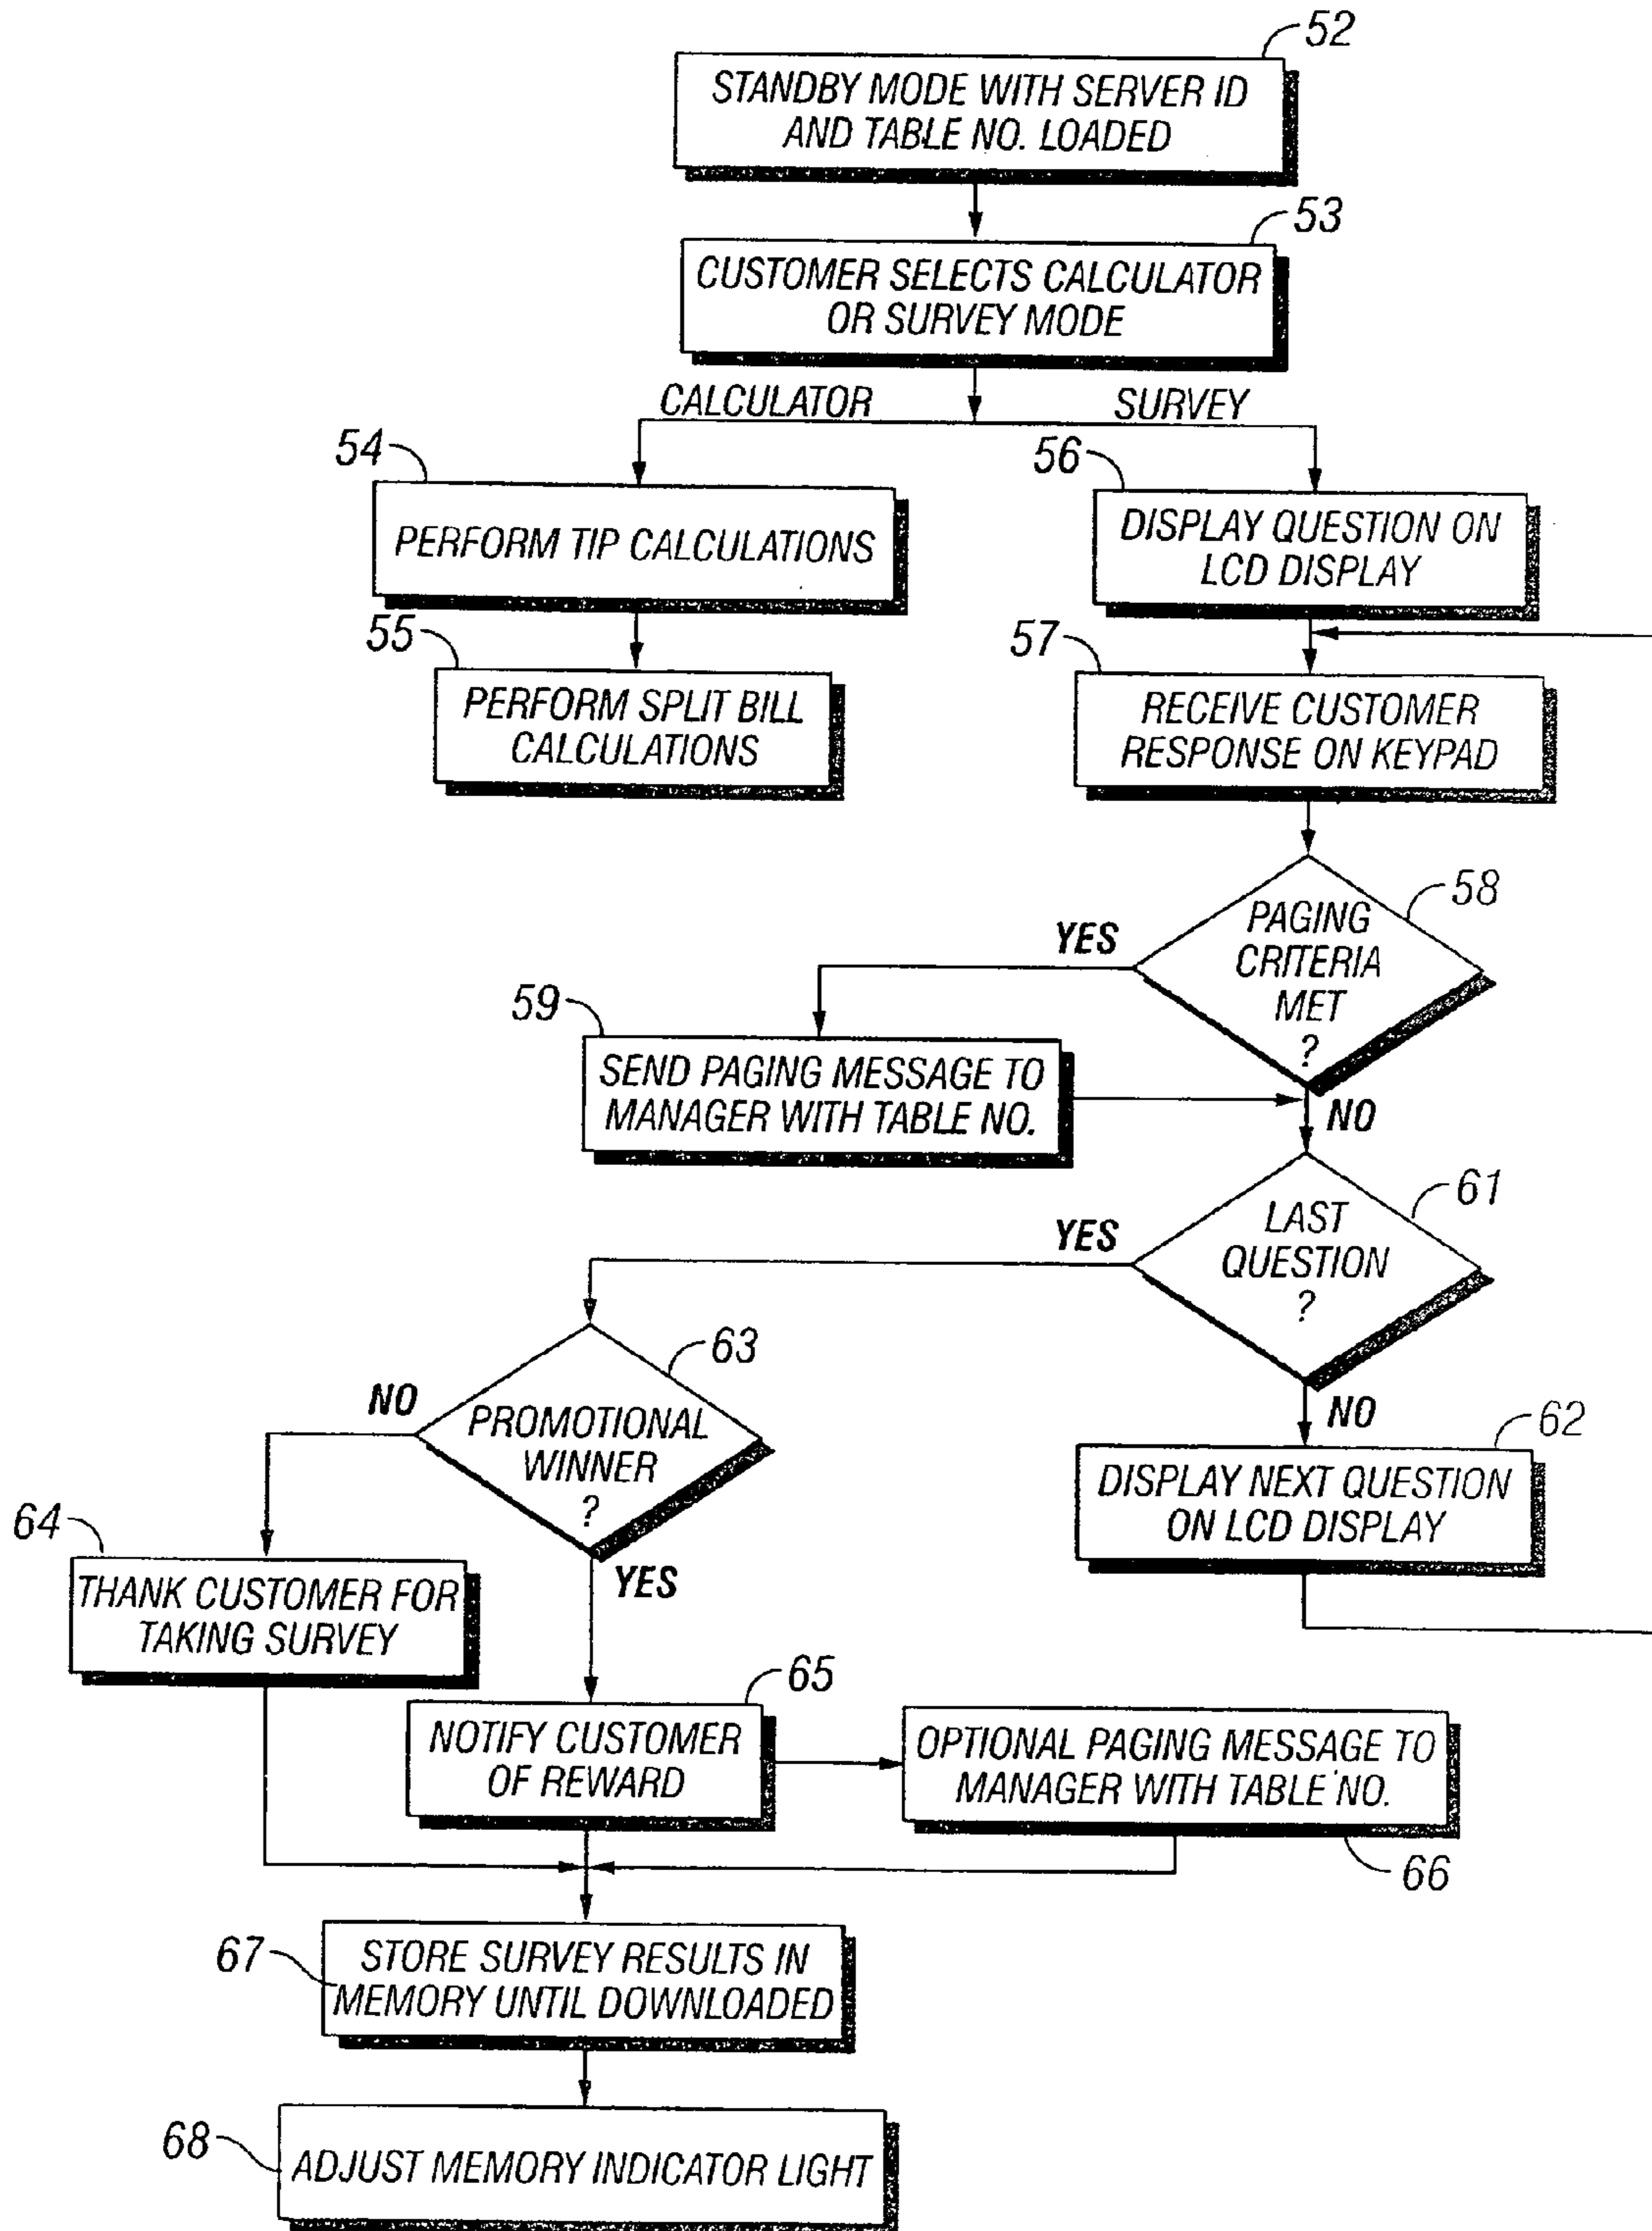 52
STANDBY MODE WITH SERVER ID
AND TABLE NO. LOADED
53
CUSTOMER SELECTS CALCULATOR
OR SURVEY MODE
CALCULATOR
SURVEY
54
PERFORM TIP CALCULATIONS
56
DISPLAY QUESTION ON
LCD DISPLAY
55
PERFORM SPLIT BILL
CALCULATIONS
57
RECEIVE CUSTOMER
RESPONSE ON KEYPAD
58
PAGING
CRITERIA
MET
?
YES
NO
59
SEND PAGING MESSAGE TO
MANAGER WITH TABLE NO.
61
LAST
QUESTION
?
YES
NO
62
DISPLAY NEXT QUESTION
ON LCD DISPLAY
63
PROMOTIONAL
WINNER
?
NO
YES
64
THANK CUSTOMER FOR
TAKING SURVEY
65
NOTIFY CUSTOMER
OF REWARD
OPTIONAL PAGING MESSAGE TO
MANAGER WITH TABLE NO.
66
67
STORE SURVEY RESULTS IN
MEMORY UNTIL DOWNLOADED
68
ADJUST MEMORY INDICATOR LIGHT